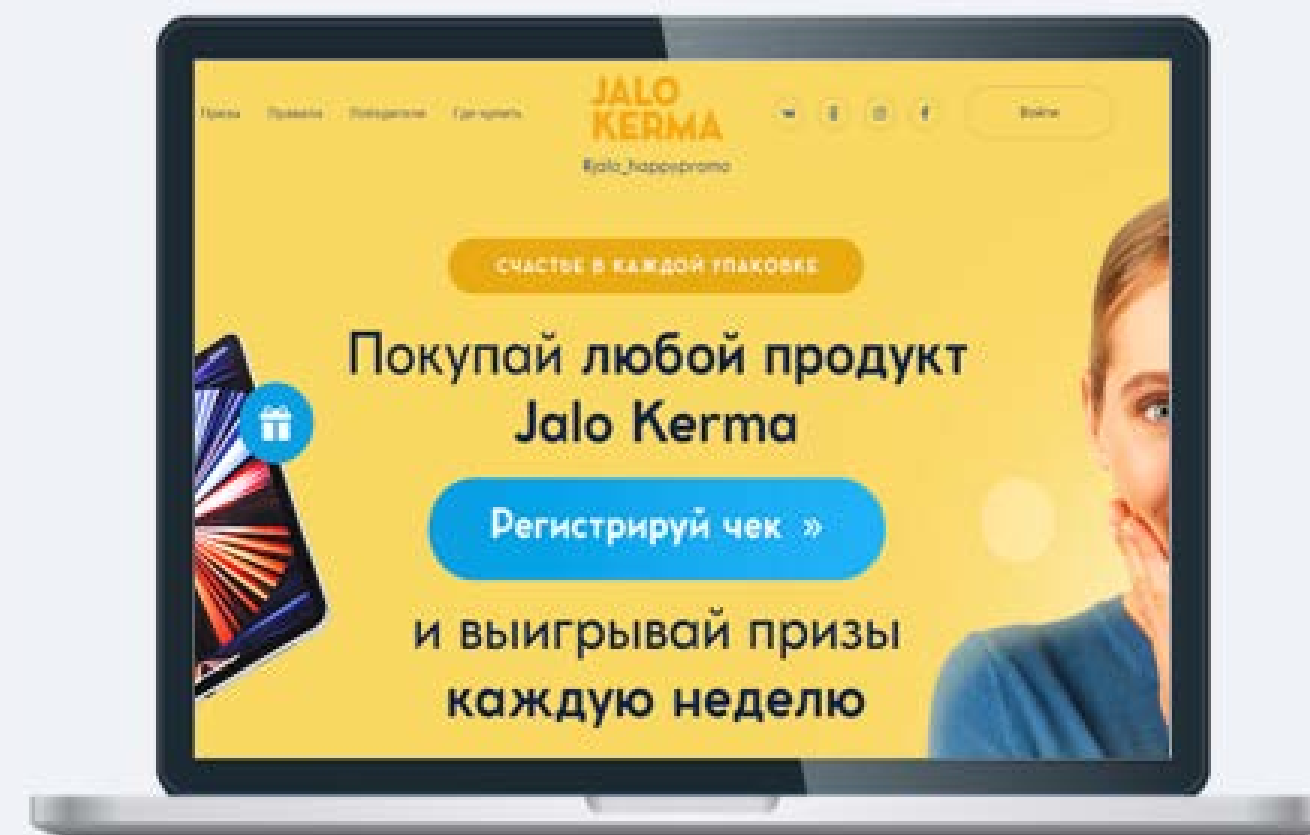 Призы Правила Победители Где купить
JALO
KERMA
#jalo_happypromo
Войти
СЧАСТЬЕ В КАЖДОЙ УПАКОВКЕ
Покупай любой продукт
Jalo Kerma
Регистрируй чек »
и выигрывай призы
каждую неделю